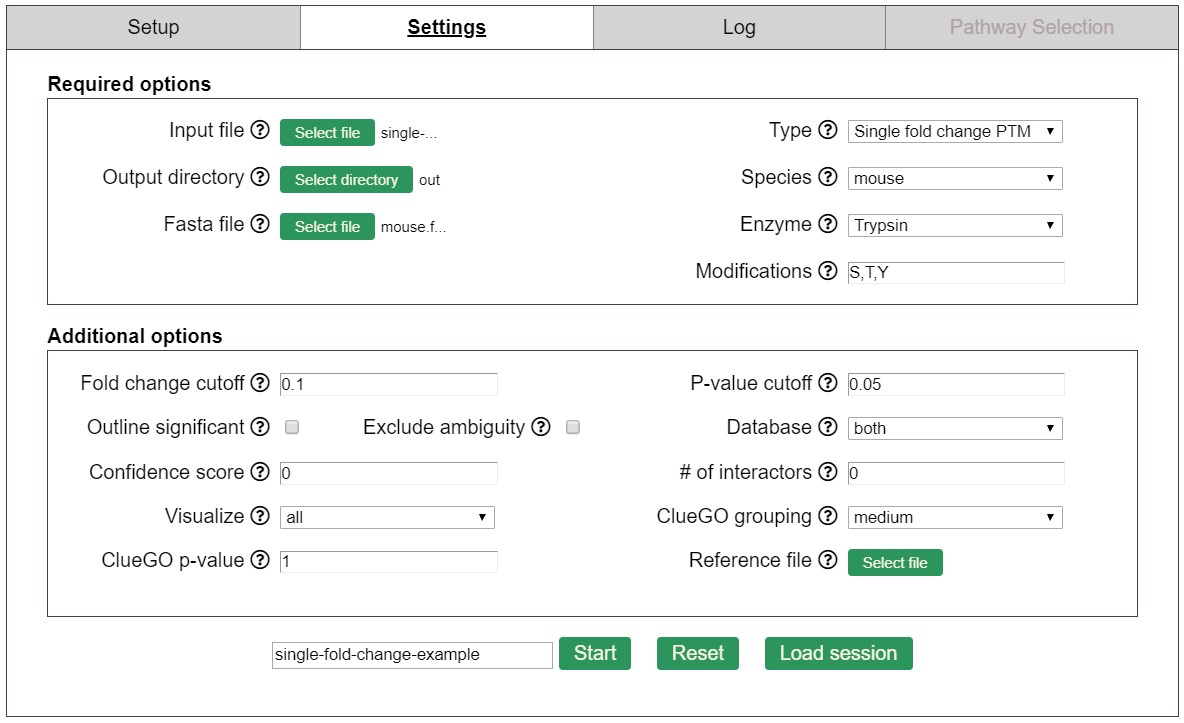 Setup Settings Log Pathway Selection
Required options
Input file ? Select file single-... Type ? Single fold change PTM
Output directory ? Select directory out Species ? mouse
Fasta file ? Select file mouse.f... Enzyme ? Trypsin
Modifications ? S,T,Y
Additional options
Fold change cutoff ? 0.1 P-value cutoff ? 0.05
Outline significant ? Exclude ambiguity ? Database ? both
Confidence score ? 0 # of interactors ? 0
Visualize ? all ClueGO grouping ? medium
ClueGO p-value ? 1 Reference file ? Select file
single-fold-change-example Start Reset Load session